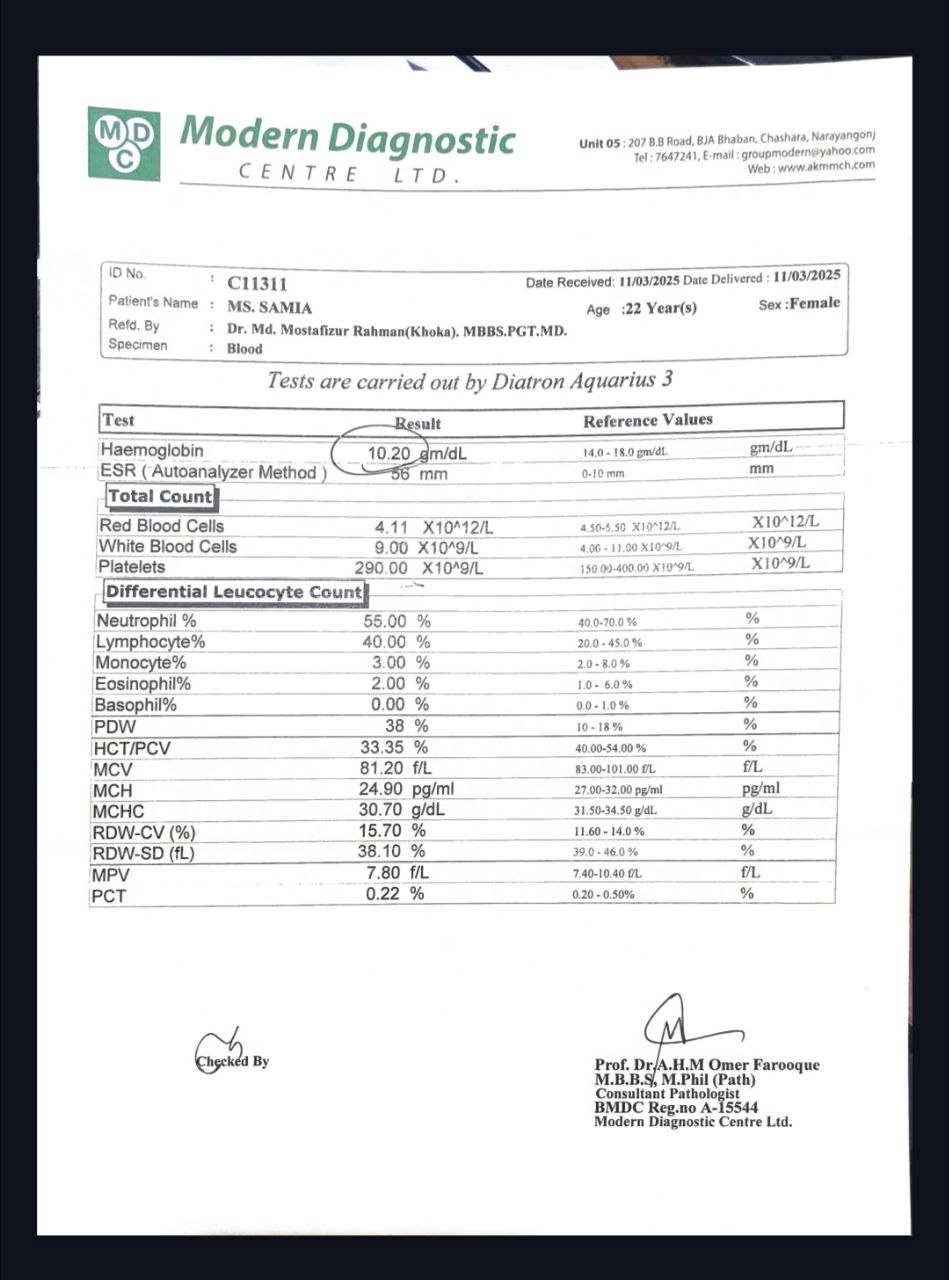 M D C
Modern Diagnostic
CENTRE LTD.
Unit 05 : 207 B.B Road, BJA Bhaban, Chashara, Narayangonj
Tel : 7647241, E-mail : groupmodern@yahoo.com
Web : www.akmmch.com
ID No. : C11311 Date Received: 11/03/2025 Date Delivered : 11/03/2025
Patient's Name : MS. SAMIA Age :22 Year(s) Sex :Female
Refd. By : Dr. Md. Mostafizur Rahman(Khoka). MBBS.PGT.MD.
Specimen : Blood
Tests are carried out by Diatron Aquarius 3
Test Result Reference Values
Haemoglobin 10.20 gm/dL 14.0 - 18.0 gm/dL gm/dL
ESR ( Autoanalyzer Method ) 56 mm 0-10 mm mm
Total Count
Red Blood Cells 4.11 X10^12/L 4.50-5.50 X10^12/L X10^12/L
White Blood Cells 9.00 X10^9/L 4.00 - 11.00 X10^9/L X10^9/L
Platelets 290.00 X10^9/L 150.00-400.00 X10^9/L X10^9/L
Differential Leucocyte Count
Neutrophil % 55.00 % 40.0-70.0 % %
Lymphocyte% 40.00 % 20.0 - 45.0 % %
Monocyte% 3.00 % 2.0 - 8.0 % %
Eosinophil% 2.00 % 1.0 - 6.0 % %
Basophil% 0.00 % 0.0 - 1.0 % %
PDW 38 % 10 - 18 % %
HCT/PCV 33.35 % 40.00-54.00 % %
MCV 81.20 f/L 83.00-101.00 f/L f/L
MCH 24.90 pg/ml 27.00-32.00 pg/ml pg/ml
MCHC 30.70 g/dL 31.50-34.50 g/dL g/dL
RDW-CV (%) 15.70 % 11.60 - 14.0 % %
RDW-SD (fL) 38.10 % 39.0 - 46.0 % %
MPV 7.80 f/L 7.40-10.40 f/L f/L
PCT 0.22 % 0.20 - 0.50% %
Checked By
Prof. Dr.A.H.M Omer Farooque
M.B.B.S, M.Phil (Path)
Consultant Pathologist
BMDC Reg.no A-15544
Modern Diagnostic Centre Ltd.